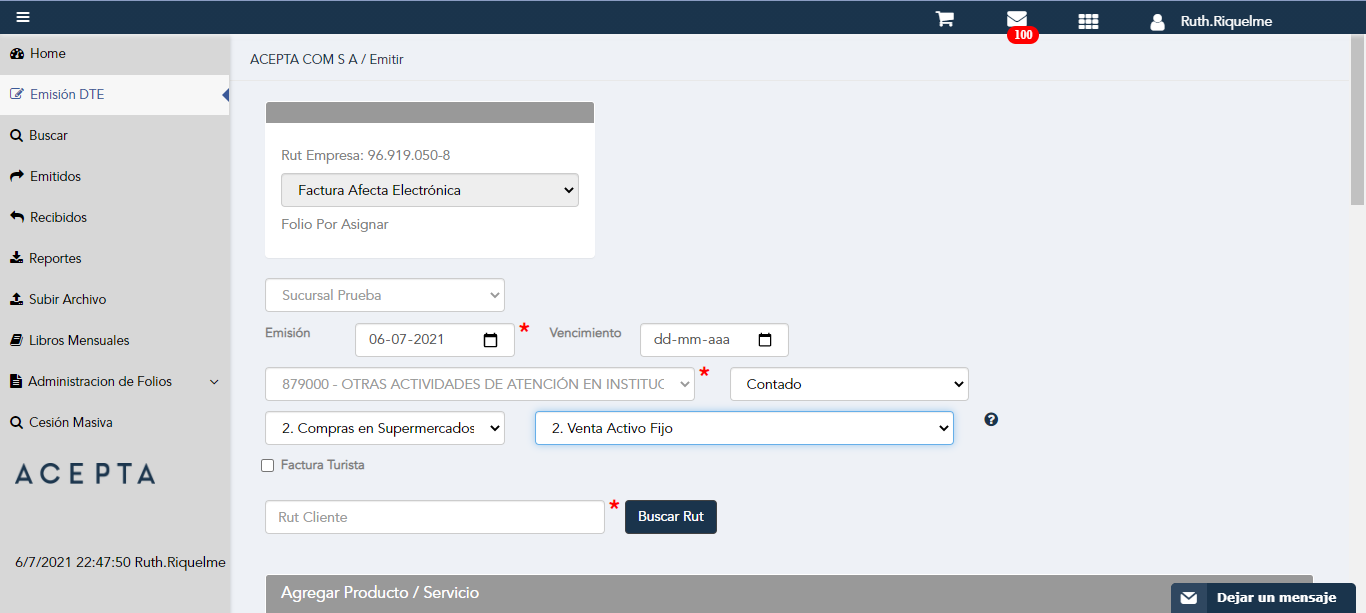 100
Ruth.Riquelme
Home
Emisión DTE
Buscar
Emitidos
Recibidos
Reportes
Subir Archivo
Libros Mensuales
Administracion de Folios
Cesión Masiva
ACEPTA
6/7/2021 22:47:50 Ruth.Riquelme
ACEPTA COM S A / Emitir
Rut Empresa: 96.919.050-8
Factura Afecta Electrónica
Folio Por Asignar
Sucursal Prueba
Emisión 06-07-2021 * Vencimiento dd-mm-aaa
879000 - OTRAS ACTIVIDADES DE ATENCIÓN EN INSTITUC * Contado
2. Compras en Supermercados 2. Venta Activo Fijo ?
Factura Turista
Rut Cliente * Buscar Rut
Agregar Producto / Servicio
Dejar un mensaje